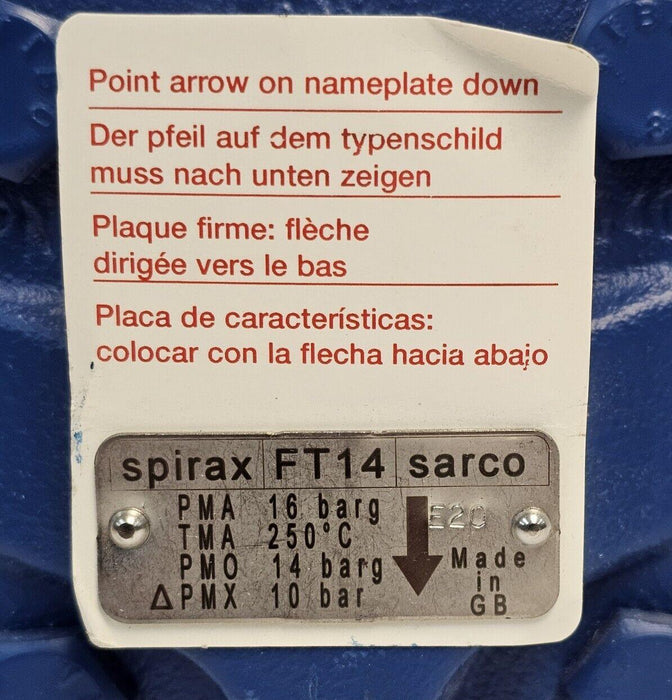 Point arrow on nameplate down
Der pfeil auf dem typenschild
muss nach unten zeigen
Plaque firme: flèche
dirigée vers le bas
Placa de características:
colocar con la flecha hacia abajo
spirax FT14 sarco
PMA 16 barg
TMA 250°C
PMO 14 barg
ΔPMX 10 bar
Made
in
GB